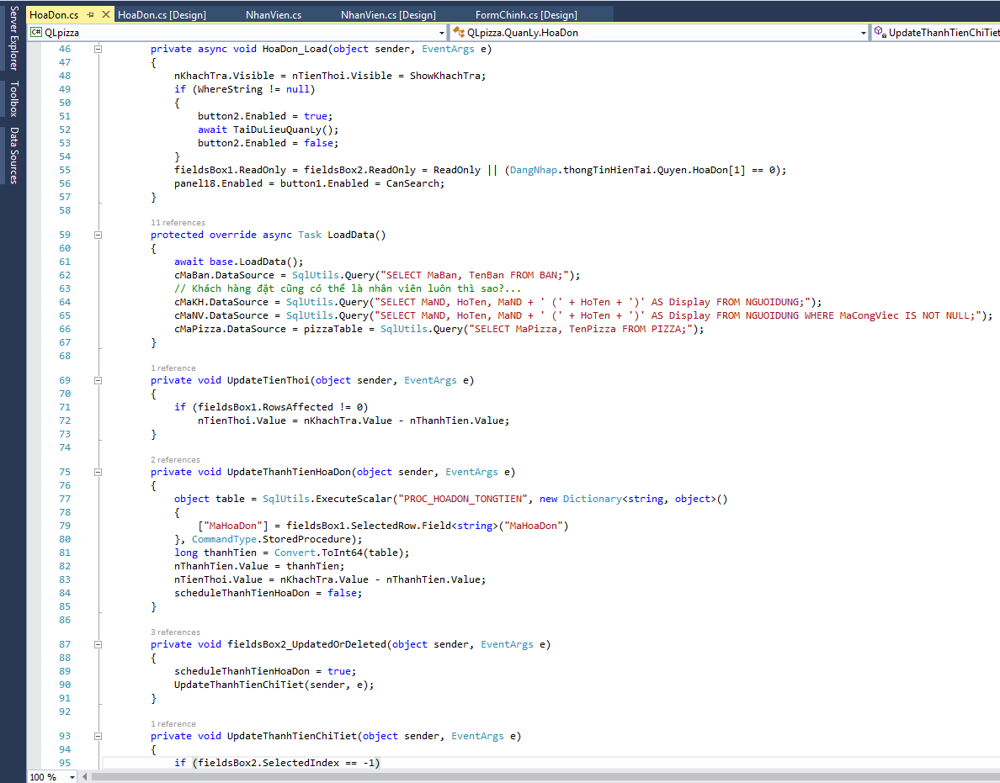 Server Explorer
Toolbox
Data Sources
HoaDon.cs HoaDon.cs [Design] NhanVien.cs NhanVien.cs [Design] FormChinh.cs [Design]
C# QLpizza QLpizza.QuanLy.HoaDon UpdateThanhTienChiTiet
46 private async void HoaDon_Load(object sender, EventArgs e)
47 {
48 nKhachTra.Visible = nTienThoi.Visible = ShowKhachTra;
49 if (WhereString != null)
50 {
51 button2.Enabled = true;
52 await TaiDuLieuQuanLy();
53 button2.Enabled = false;
54 }
55 fieldsBox1.ReadOnly = fieldsBox2.ReadOnly = ReadOnly || (DangNhap.thongTinHienTai.Quyen.HoaDon[1] == 0);
56 panel18.Enabled = button1.Enabled = CanSearch;
57 }
58
11 references
59 protected override async Task LoadData()
60 {
61 await base.LoadData();
62 cMaBan.DataSource = SqlUtils.Query("SELECT MaBan, TenBan FROM BAN;");
63 // Khách hàng đặt cũng có thể là nhân viên luôn thì sao?...
64 cMaKH.DataSource = SqlUtils.Query("SELECT MaND, HoTen, MaND + ' (' + HoTen + ')' AS Display FROM NGUOIDUNG;");
65 cMaNV.DataSource = SqlUtils.Query("SELECT MaND, HoTen, MaND + ' (' + HoTen + ')' AS Display FROM NGUOIDUNG WHERE MaCongViec IS NOT NULL;");
66 cMaPizza.DataSource = pizzaTable = SqlUtils.Query("SELECT MaPizza, TenPizza FROM PIZZA;");
67 }
68
1 reference
69 private void UpdateTienThoi(object sender, EventArgs e)
70 {
71 if (fieldsBox1.RowsAffected != 0)
72 nTienThoi.Value = nKhachTra.Value - nThanhTien.Value;
73 }
74
2 references
75 private void UpdateThanhTienHoaDon(object sender, EventArgs e)
76 {
77 object table = SqlUtils.ExecuteScalar("PROC_HOADON_TONGTIEN", new Dictionary<string, object>()
78 {
79 ["MaHoaDon"] = fieldsBox1.SelectedRow.Field<string>("MaHoaDon")
80 }, CommandType.StoredProcedure);
81 long thanhTien = Convert.ToInt64(table);
82 nThanhTien.Value = thanhTien;
83 nTienThoi.Value = nKhachTra.Value - nThanhTien.Value;
84 scheduleThanhTienHoaDon = false;
85 }
86
3 references
87 private void fieldsBox2_UpdatedOrDeleted(object sender, EventArgs e)
88 {
89 scheduleThanhTienHoaDon = true;
90 UpdateThanhTienChiTiet(sender, e);
91 }
92
1 reference
93 private void UpdateThanhTienChiTiet(object sender, EventArgs e)
94 {
95 if (fieldsBox2.SelectedIndex == -1)
100 %